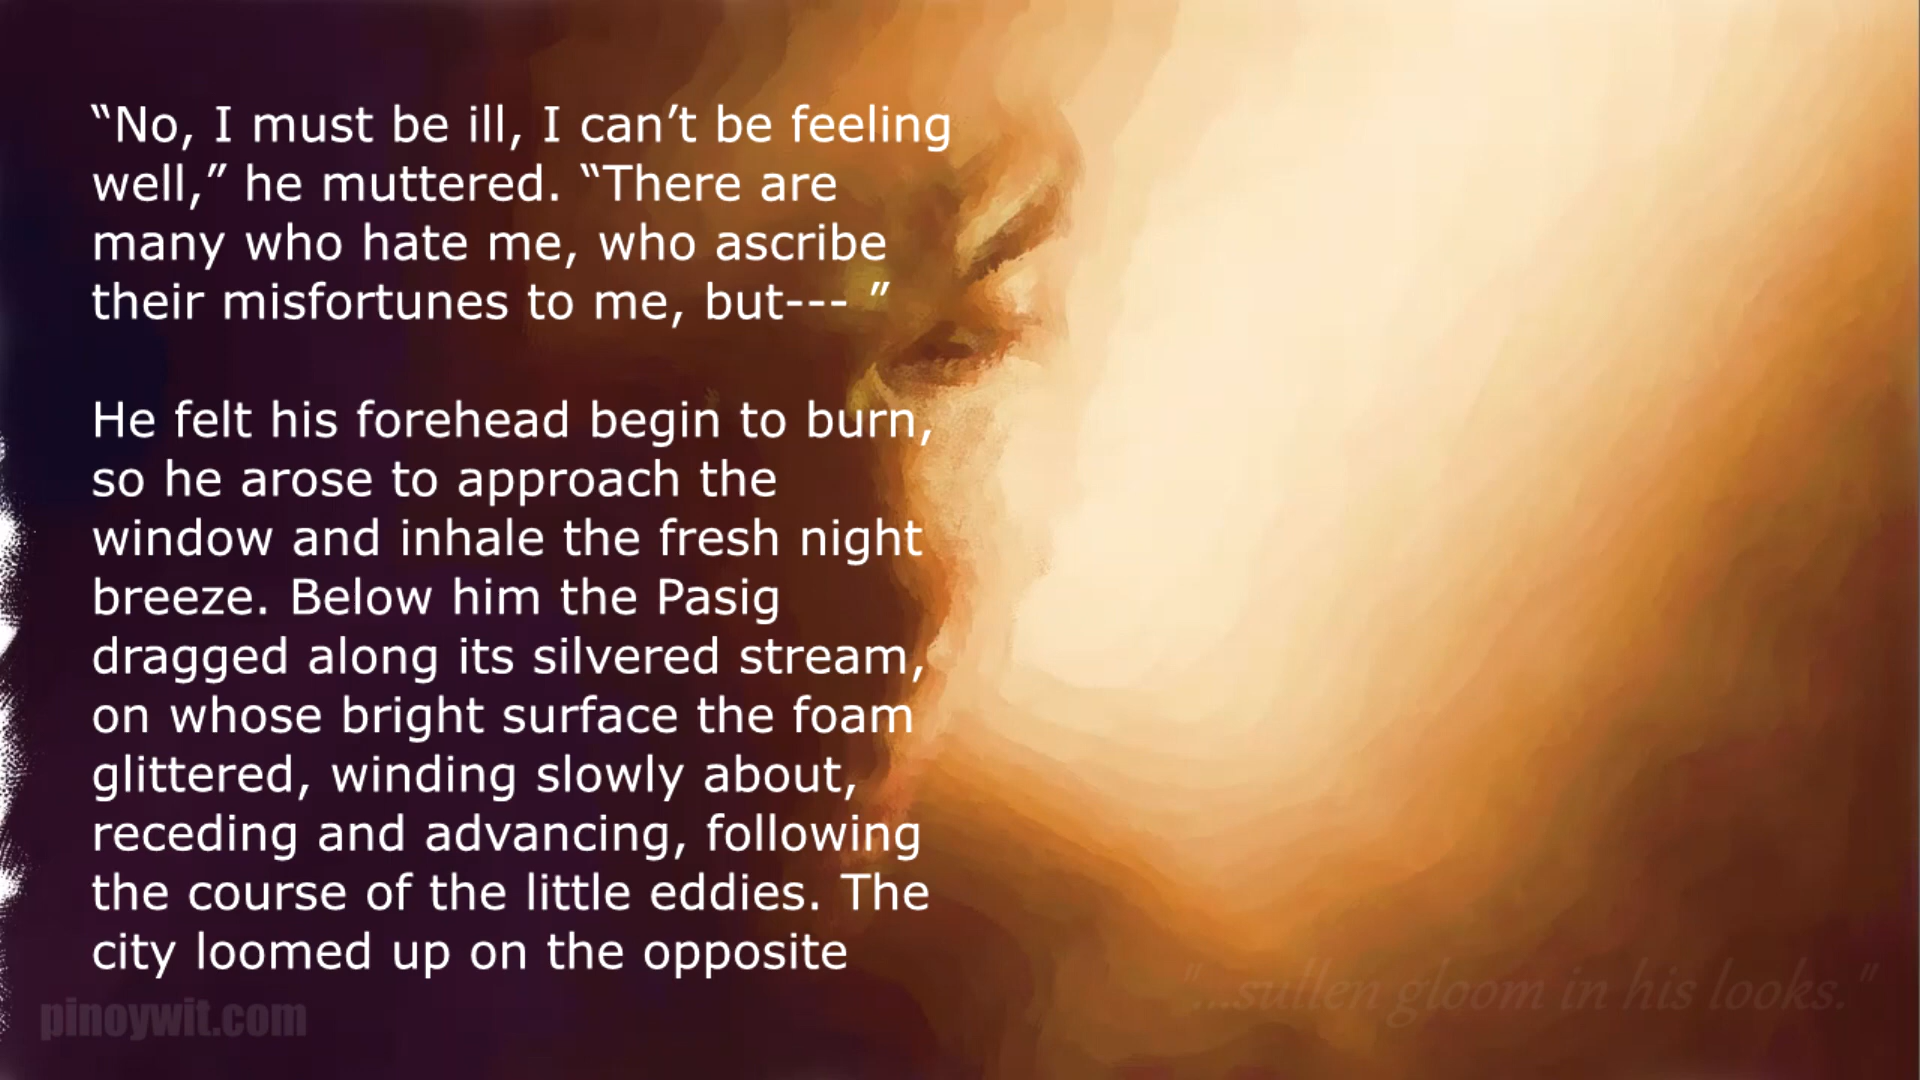 “No, I must be ill, I can’t be feeling
well,” he muttered. “There are
many who hate me, who ascribe
their misfortunes to me, but--- ”
He felt his forehead begin to burn,
so he arose to approach the
window and inhale the fresh night
breeze. Below him the Pasig
dragged along its silvered stream,
on whose bright surface the foam
glittered, winding slowly about,
receding and advancing, following
the course of the little eddies. The
city loomed up on the opposite
pinoywit.com
"...sullen gloom in his looks."